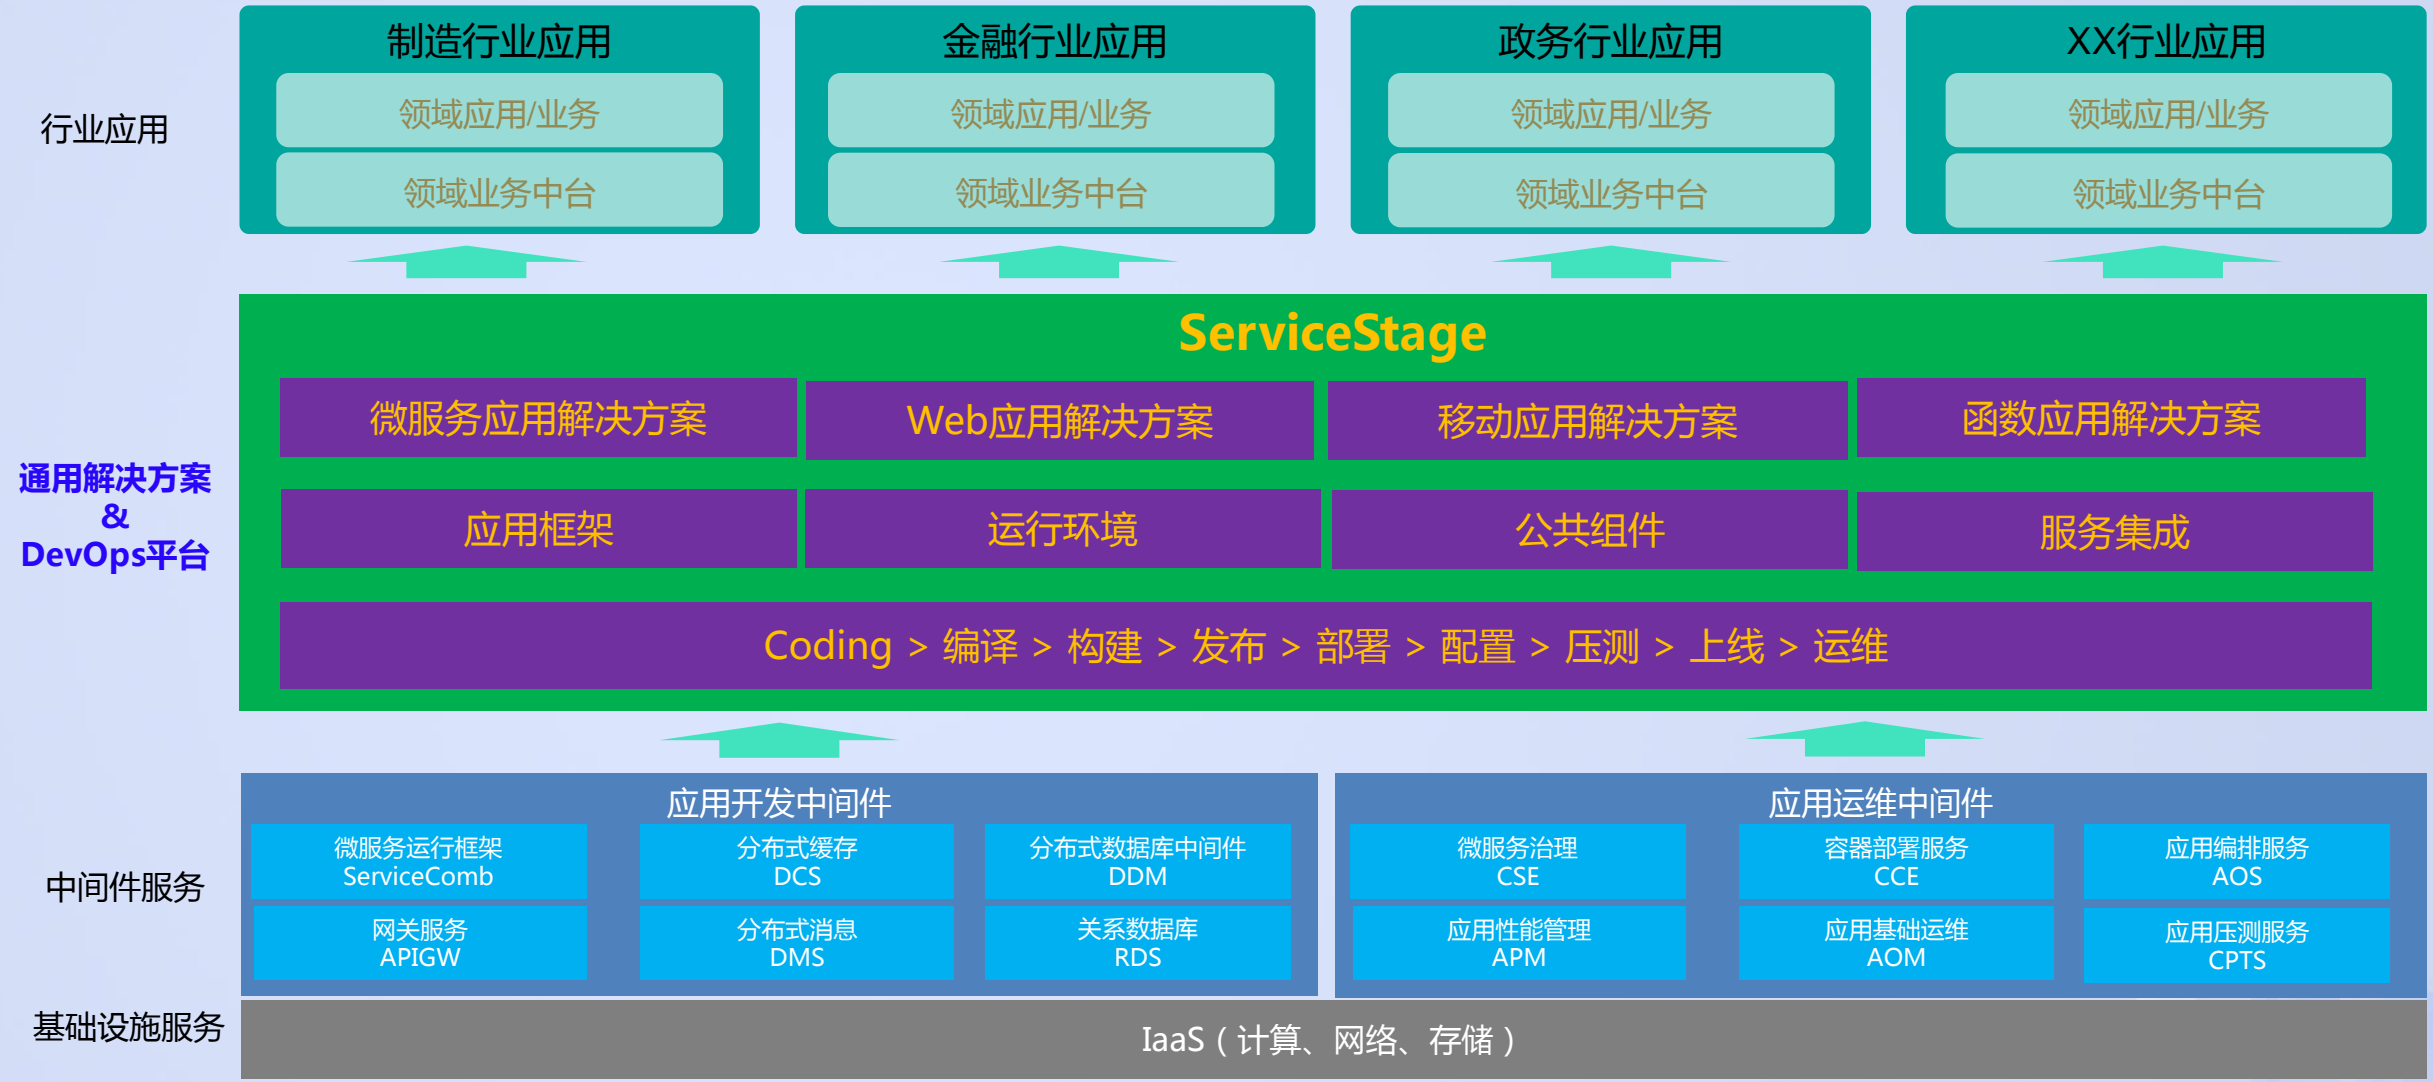 制造行业应用
金融行业应用
政务行业应用
XX行业应用
行业应用
领域应用/业务
领域应用/业务
领域应用/业务
领域应用/业务
领域业务中台
领域业务中台
领域业务中台
领域业务中台
ServiceStage
通用解决方案
&
DevOps平台
微服务应用解决方案
Web应用解决方案
移动应用解决方案
函数应用解决方案
应用框架
运行环境
公共组件
服务集成
Coding > 编译 > 构建 > 发布 > 部署 > 配置 > 压测 > 上线 > 运维
中间件服务
应用开发中间件
微服务运行框架
ServiceComb
分布式缓存
DCS
分布式数据库中间件
DDM
网关服务
APIGW
分布式消息
DMS
关系数据库
RDS
应用运维中间件
微服务治理
CSE
容器部署服务
CCE
应用编排服务
AOS
应用性能管理
APM
应用基础运维
AOM
应用压测服务
CPTS
基础设施服务
IaaS（计算、网络、存储）